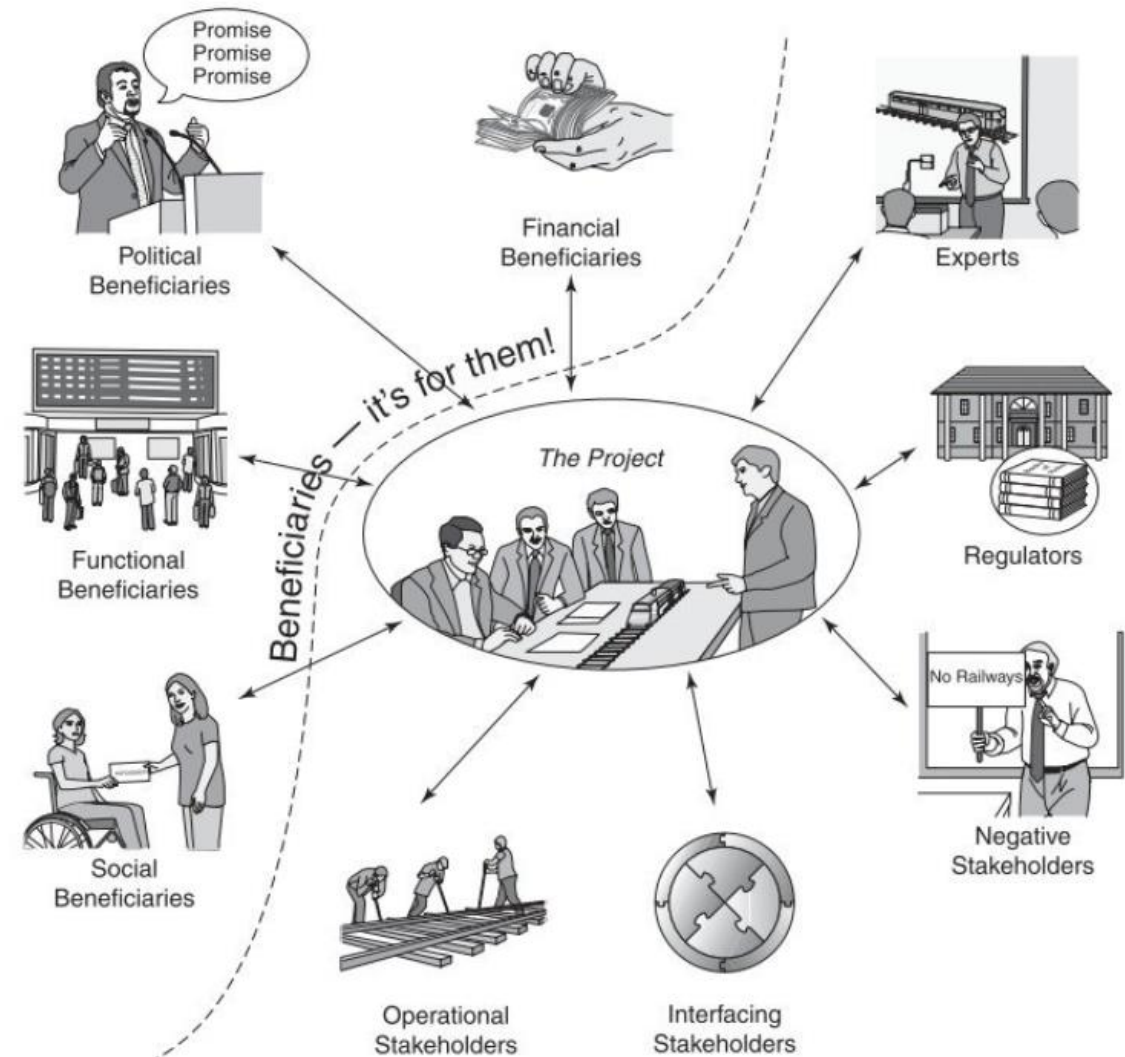 Promise
Promise
Promise
Political
Beneficiaries
Financial
Beneficiaries
Experts
Beneficiaries — it's for them!
The Project
Functional
Beneficiaries
Regulators
No Railways
Negative
Stakeholders
Social
Beneficiaries
Operational
Stakeholders
Interfacing
Stakeholders